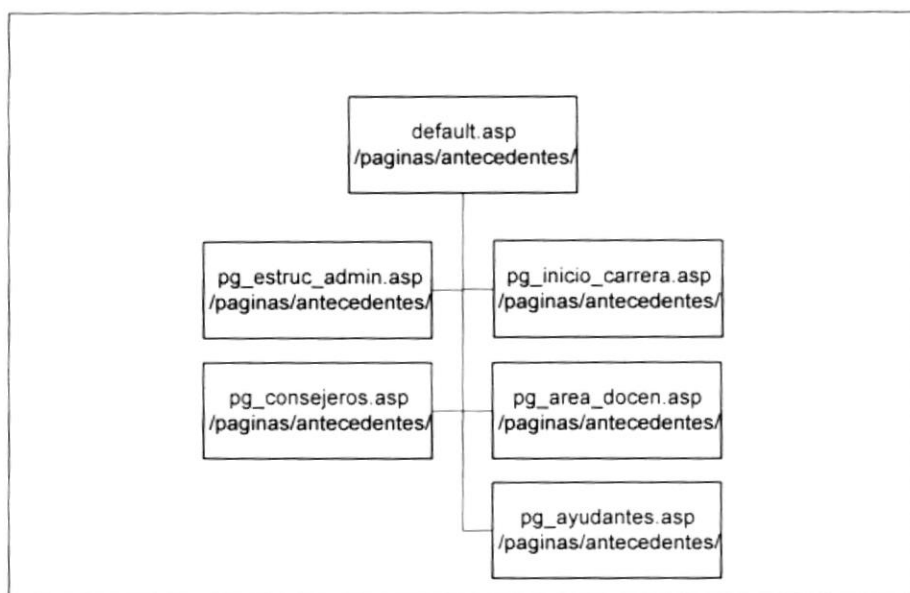 default.asp
/paginas/antecedentes/
pg_estruc_admin.asp
/paginas/antecedentes/
pg_inicio_carrera.asp
/paginas/antecedentes/
pg_consejeros.asp
/paginas/antecedentes/
pg_area_docen.asp
/paginas/antecedentes/
pg_ayudantes.asp
/paginas/antecedentes/